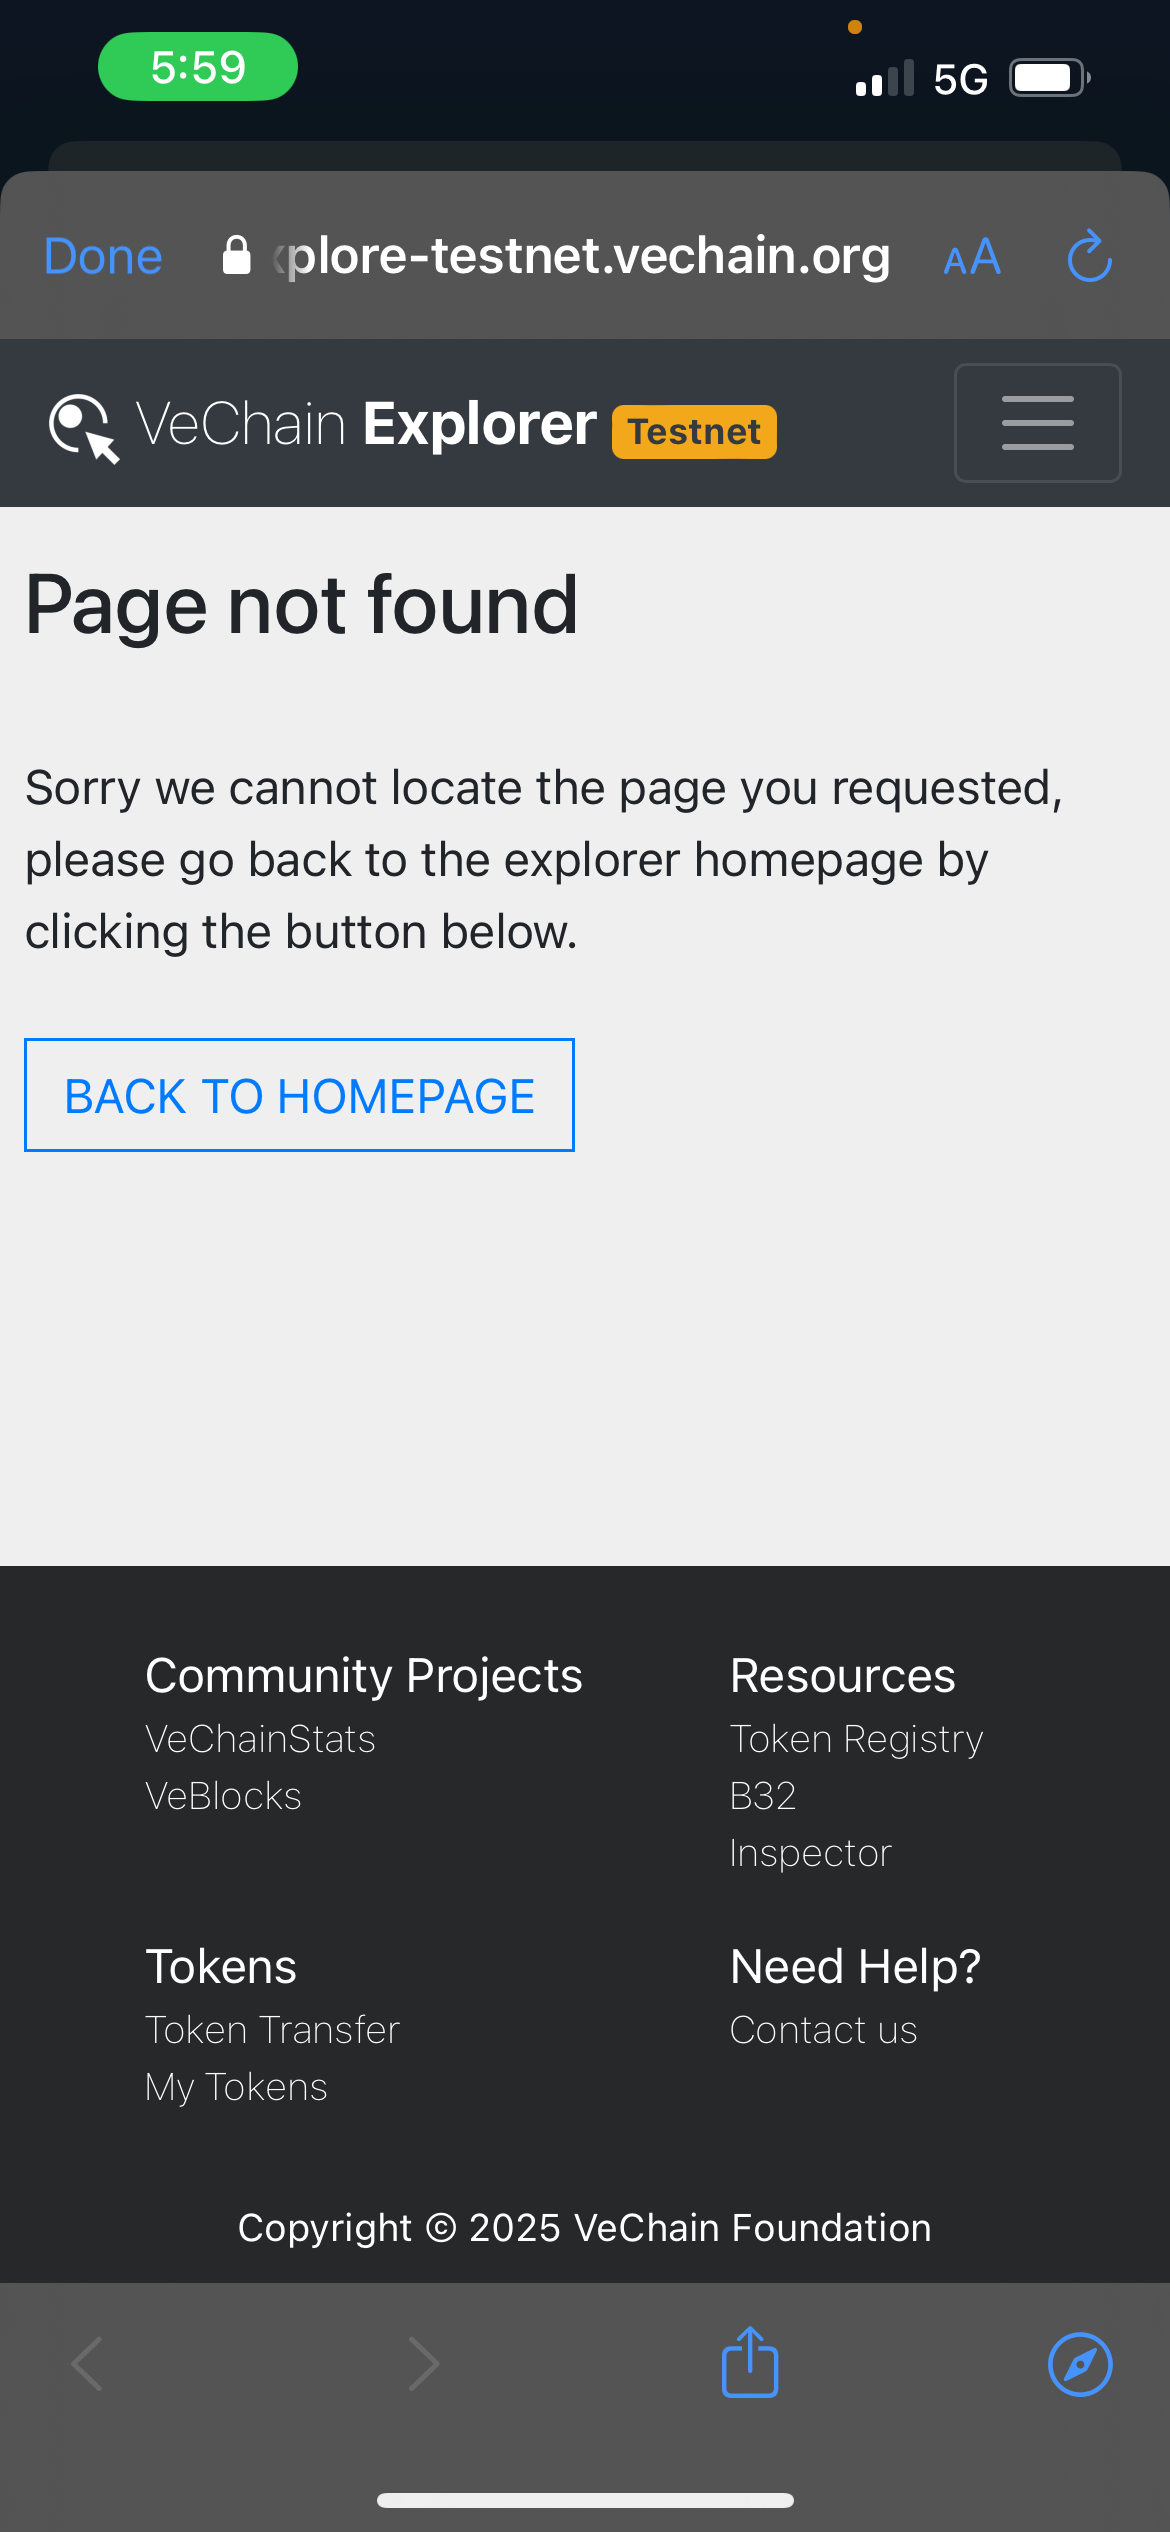 5:59
5G
Done
xplore-testnet.vechain.org
AA
VeChain Explorer Testnet
Page not found
Sorry we cannot locate the page you requested,
please go back to the explorer homepage by
clicking the button below.
BACK TO HOMEPAGE
Community Projects
VeChainStats
VeBlocks
Resources
Token Registry
B32
Inspector
Tokens
Token Transfer
My Tokens
Need Help?
Contact us
Copyright © 2025 VeChain Foundation